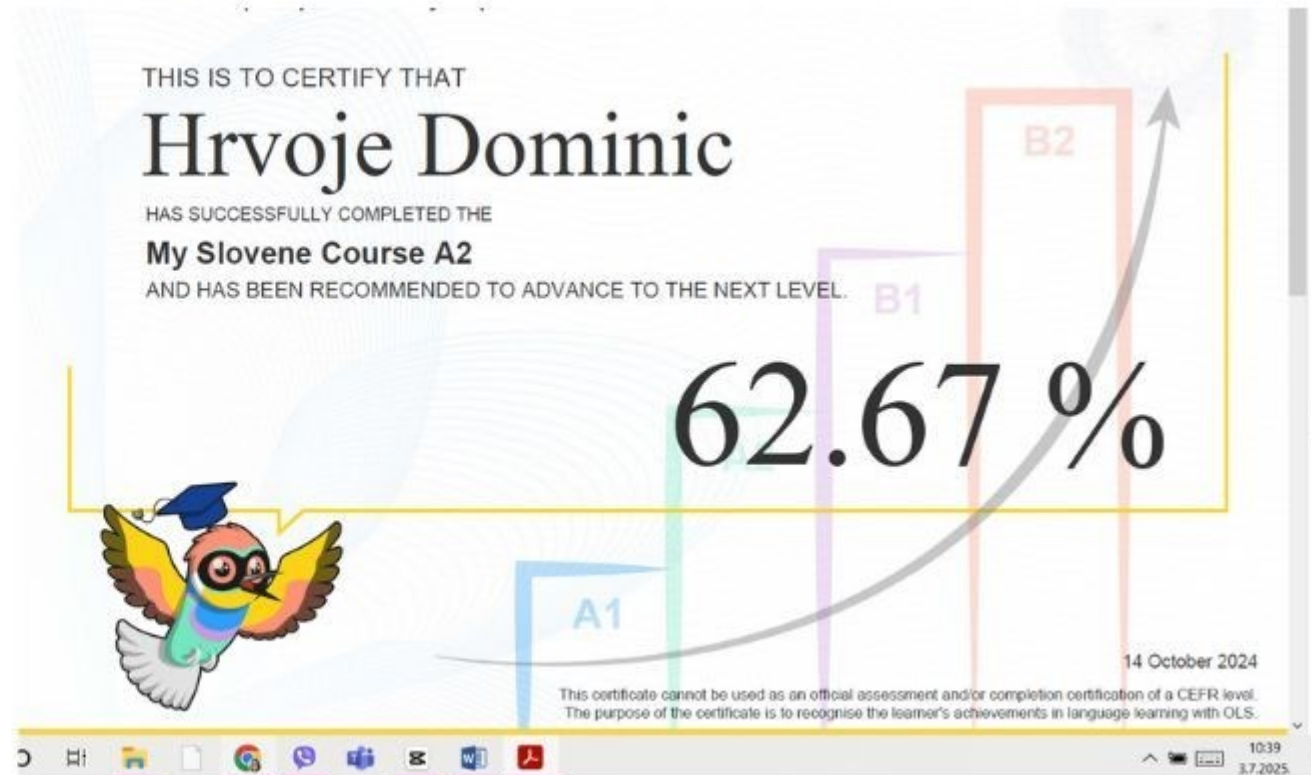 THIS IS TO CERTIFY THAT
Hrvoje Dominic
HAS SUCCESSFULLY COMPLETED THE
My Slovene Course A2
AND HAS BEEN RECOMMENDED TO ADVANCE TO THE NEXT LEVEL.
B2
B1
62.67 %
A1
14 October 2024
This certificate cannot be used as an official assessment and/or completion certification of a CEFR level.
The purpose of the certificate is to recognise the learner's achievements in language learning with OLS.
10:39
3.7.2025.